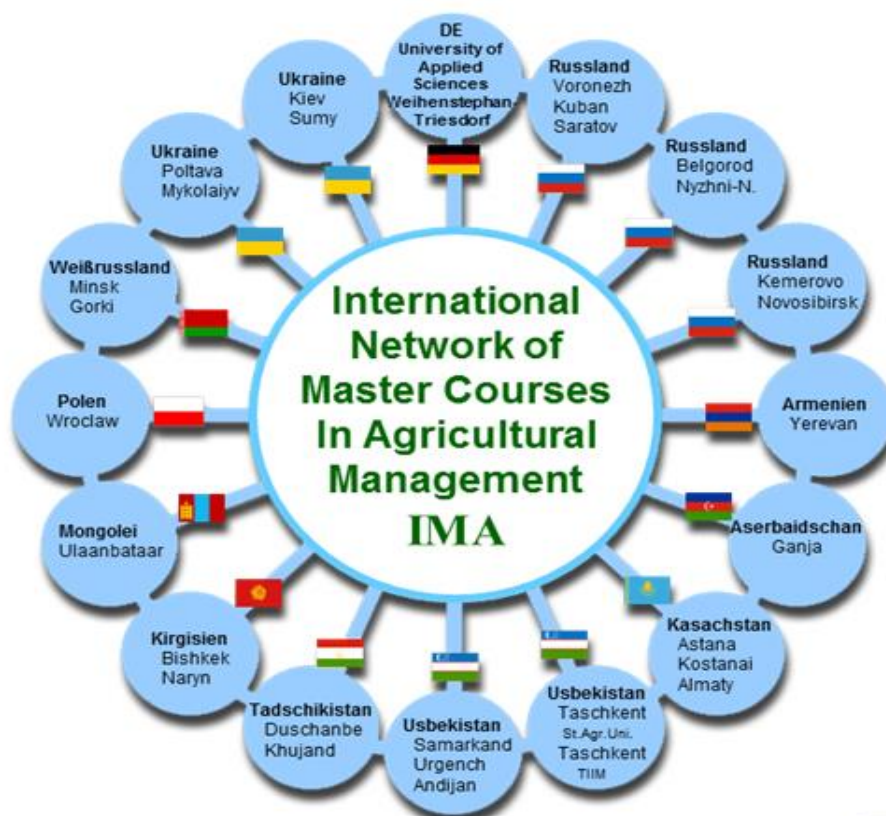 International
Network of
Master Courses
In Agricultural
Management
IMA
DE
University of
Applied
Sciences
Weihenstephan-
Triesdorf
Russland
Voronezh
Kuban
Saratov
Russland
Belgorod
Nyzhni-N.
Russland
Kemerovo
Novosibirsk
Armenien
Yerevan
Aserbaidschan
Ganja
Kasachstan
Astana
Kostanai
Almaty
Usbekistan
Taschkent
St.Agr.Uni.
Taschkent
TIIM
Usbekistan
Samarkand
Urgench
Andijan
Tadschikistan
Duschanbe
Khujand
Kirgisien
Bishkek
Naryn
Mongolei
Ulaanbataar
Polen
Wroclaw
Weißrussland
Minsk
Gorki
Ukraine
Poltava
Mykolaiyv
Ukraine
Kiev
Sumy